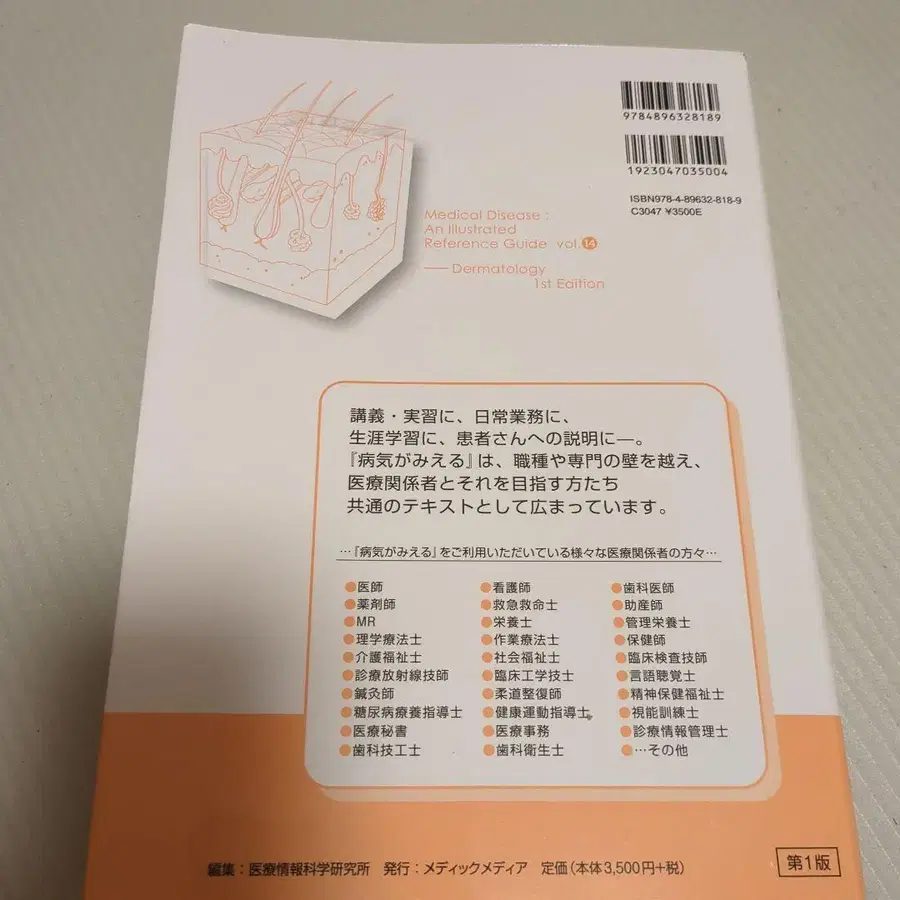 9784896328189
1923047035004
ISBN978-4-89632-818-9
C3047 ¥3500E
Medical Disease :
An Illustrated
Reference Guide vol.14
— Dermatology
1st Edition
講義・実習に、日常業務に、
生涯学習に、患者さんへの説明に―。
『病気がみえる』は、職種や専門の壁を越え、
医療関係者とそれを目指す方たち
共通のテキストとして広まっています。
…『病気がみえる』をご利用いただいている様々な医療関係者の方々…
●医師 ●看護師 ●歯科医師
●薬剤師 ●救急救命士 ●助産師
●MR ●栄養士 ●管理栄養士
●理学療法士 ●作業療法士 ●保健師
●介護福祉士 ●社会福祉士 ●臨床検査技師
●診療放射線技師 ●臨床工学技士 ●言語聴覚士
●鍼灸師 ●柔道整復師 ●精神保健福祉士
●糖尿病療養指導士 ●健康運動指導士 ●視能訓練士
●医療秘書 ●医療事務 ●診療情報管理士
●歯科技工士 ●歯科衛生士 ●…その他
編集：医療情報科学研究所 発行：メディックメディア 定価（本体3,500円+税）
第1版